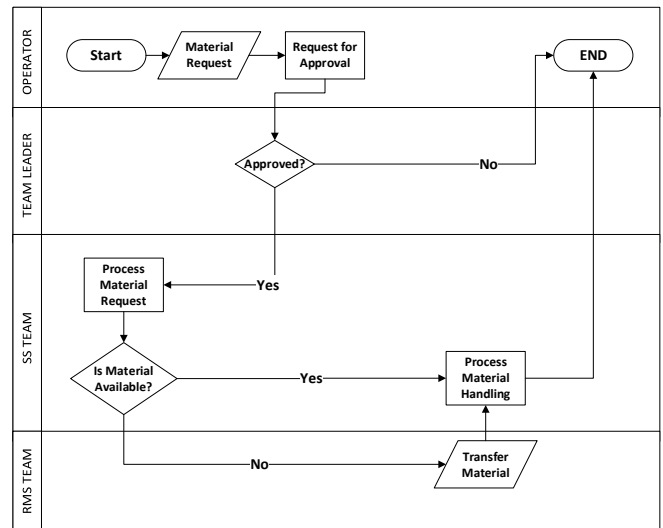 OPERATOR
Start
Material
Request
Request for
Approval
END
TEAM LEADER
Approved?
No
SS TEAM
Process
Material
Request
Yes
Is Material
Available?
Yes
Process
Material
Handling
RMS TEAM
No
Transfer
Material